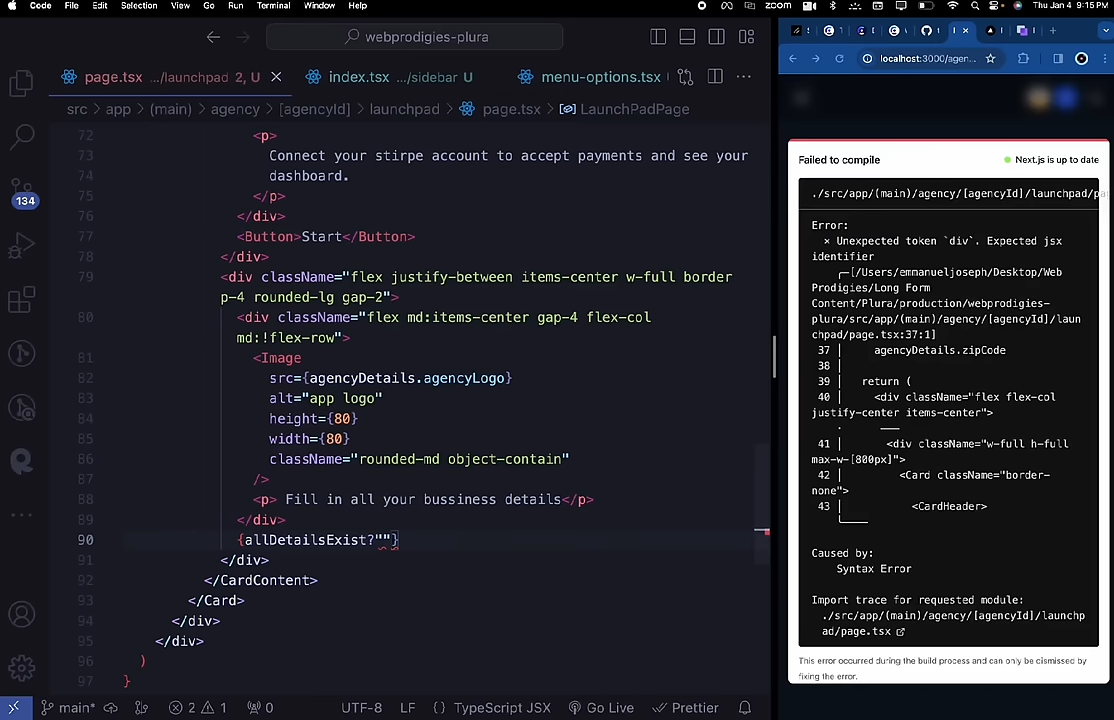 Code File Edit Selection View Go Run Terminal Window Help
zoom Thu Jan 4 9:15 PM
webprodigies-plura
page.tsx .../launchpad 2, U
index.tsx .../sidebar U
menu-options.tsx
src > app > (main) > agency > [agencyId] > launchpad > page.tsx > LaunchPadPage
72 <p>
73 Connect your stirpe account to accept payments and see your
74 dashboard.
75 </p>
76 </div>
77 <Button>Start</Button>
78 </div>
79 <div className="flex justify-between items-center w-full border
p-4 rounded-lg gap-2">
80 <div className="flex md:items-center gap-4 flex-col
md:!flex-row">
81 <Image
82 src={agencyDetails.agencyLogo}
83 alt="app logo"
84 height={80}
85 width={80}
86 className="rounded-md object-contain"
87 />
88 <p> Fill in all your bussiness details</p>
89 </div>
90 {allDetailsExist?""}
91 </div>
92 </CardContent>
93 </Card>
94 </div>
95 </div>
96 )
97 }
134
main* 2 1 0 UTF-8 LF {} TypeScript JSX Go Live Prettier
localhost:3000/agen...
Failed to compile
Next.js is up to date
./src/app/(main)/agency/[agencyId]/launchpad/pa
Error:
× Unexpected token `div`. Expected jsx
identifier
╭─[/Users/emmanueljoseph/Desktop/Web
Prodigies/Long Form
Content/Plura/production/webprodigies-
plura/src/app/(main)/agency/[agencyId]/laun
chpad/page.tsx:37:1]
37 │ agencyDetails.zipCode
38 │
39 │ return (
40 │ <div className="flex flex-col
justify-center items-center">
· ───
41 │ <div className="w-full h-full
max-w-[800px]">
42 │ <Card className="border-
none">
43 │ <CardHeader>
╰────
Caused by:
Syntax Error
Import trace for requested module:
./src/app/(main)/agency/[agencyId]/launchp
ad/page.tsx
This error occurred during the build process and can only be dismissed by
fixing the error.